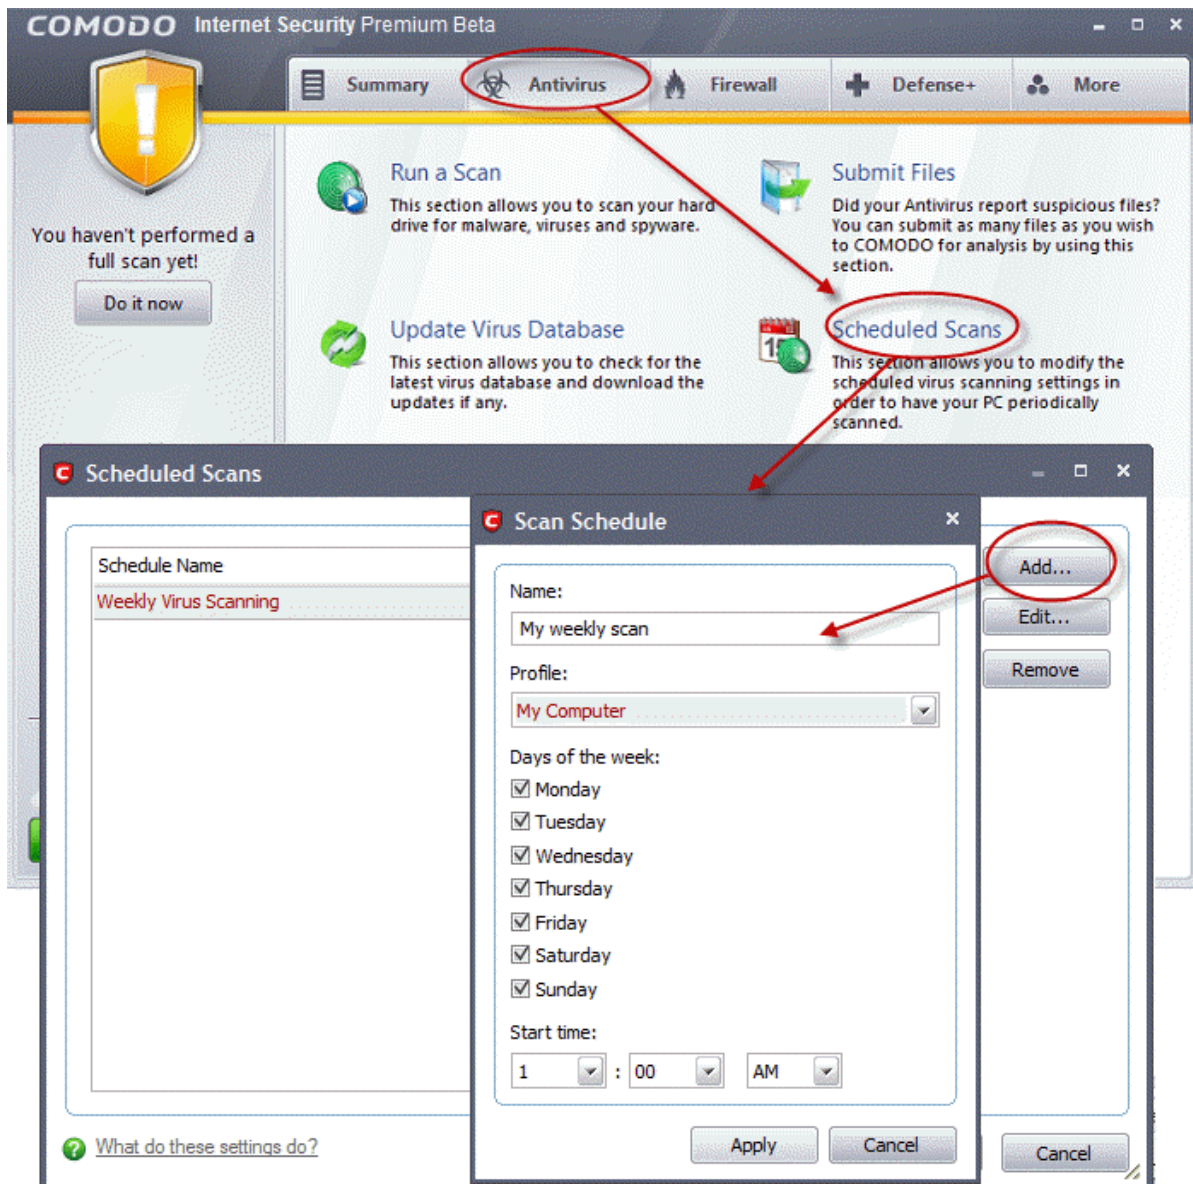 COMODO Internet Security Premium Beta
Summary
Antivirus
Firewall
Defense+
More
You haven't performed a
full scan yet!
Do it now
Run a Scan
This section allows you to scan your hard
drive for malware, viruses and spyware.
Submit Files
Did your Antivirus report suspicious files?
You can submit as many files as you wish
to COMODO for analysis by using this
section.
Update Virus Database
This section allows you to check for the
latest virus database and download the
updates if any.
Scheduled Scans
This section allows you to modify the
scheduled virus scanning settings in
order to have your PC periodically
scanned.
Scheduled Scans
Schedule Name
Weekly Virus Scanning
Add...
Edit...
Remove
Scan Schedule
Name:
My weekly scan
Profile:
My Computer
Days of the week:
Monday
Tuesday
Wednesday
Thursday
Friday
Saturday
Sunday
Start time:
1 : 00 AM
Apply
Cancel
What do these settings do?
Cancel